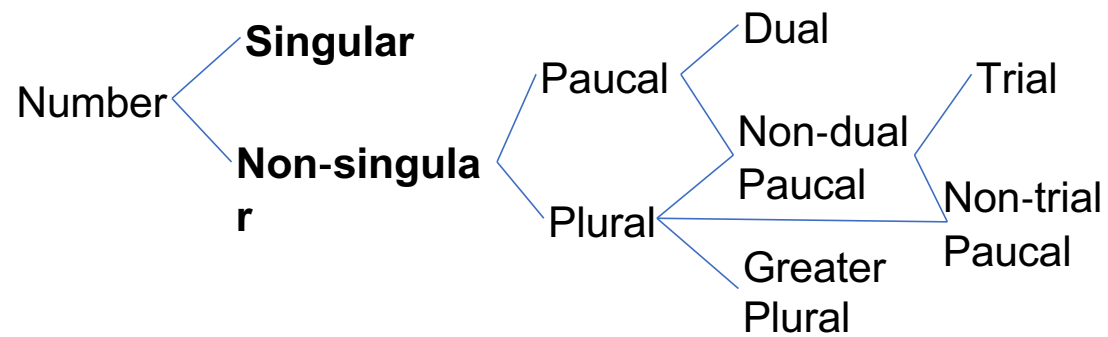 Number
Singular
Non-singula
r
Paucal
Plural
Dual
Non-dual
Paucal
Greater
Plural
Trial
Non-trial
Paucal